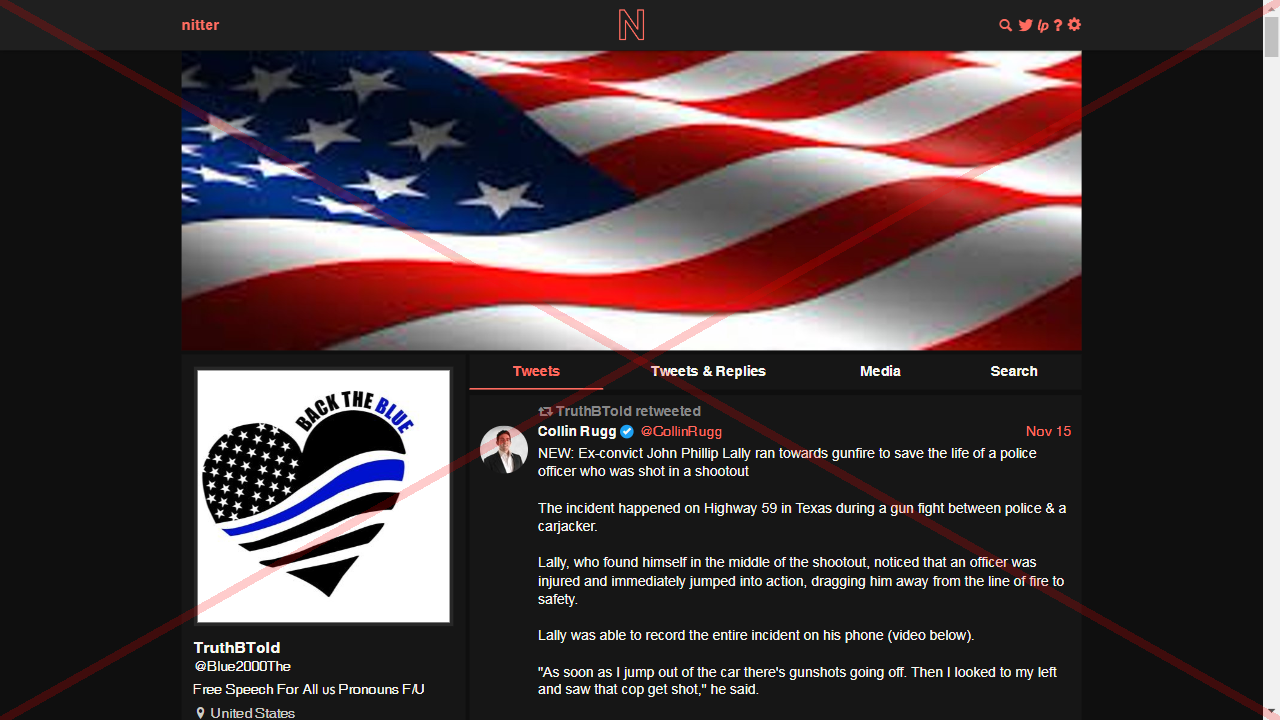 nitter
N
lp ?
BACK THE BLUE
TruthBTold
@Blue2000The
Free Speech For All us Pronouns F/U
United States
Tweets
Tweets & Replies
Media
Search
TruthBTold retweeted
Collin Rugg @CollinRugg Nov 15
NEW: Ex-convict John Phillip Lally ran towards gunfire to save the life of a police
officer who was shot in a shootout
The incident happened on Highway 59 in Texas during a gun fight between police & a
carjacker.
Lally, who found himself in the middle of the shootout, noticed that an officer was
injured and immediately jumped into action, dragging him away from the line of fire to
safety.
Lally was able to record the entire incident on his phone (video below).
"As soon as I jump out of the car there's gunshots going off. Then I looked to my left
and saw that cop get shot," he said.